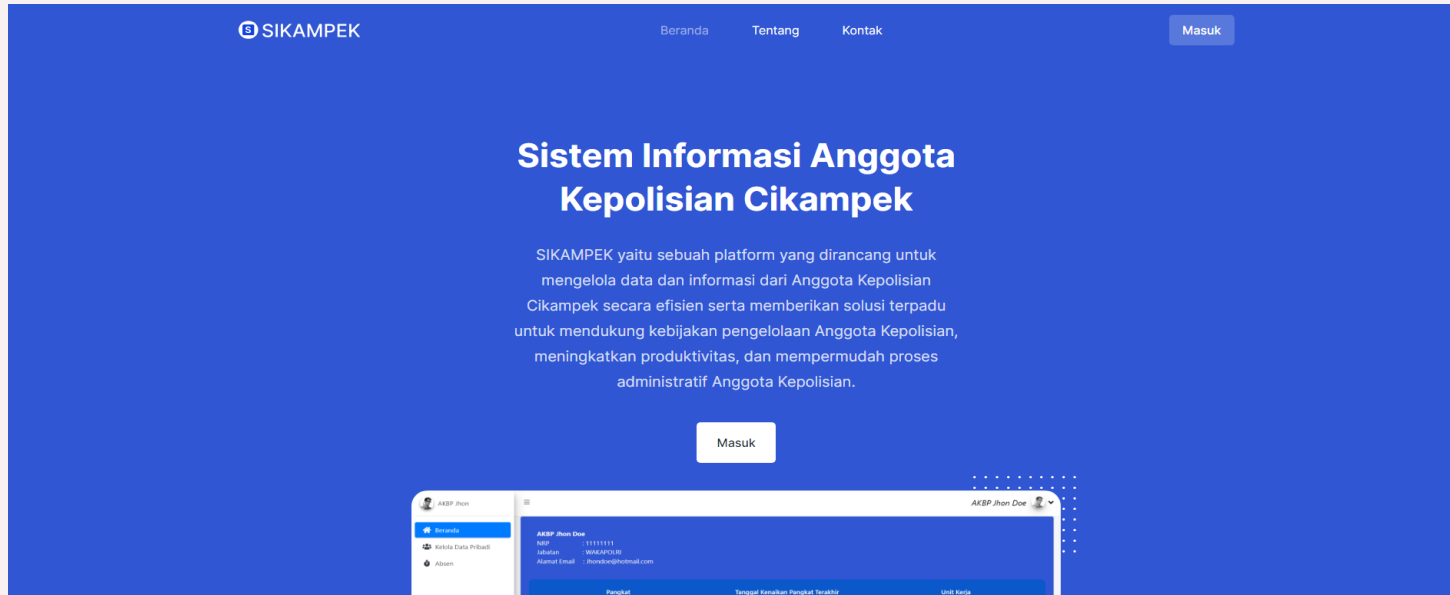 S SIKAMPEK
Beranda Tentang Kontak
Masuk
Sistem Informasi Anggota
Kepolisian Cikampek
SIKAMPEK yaitu sebuah platform yang dirancang untuk
mengelola data dan informasi dari Anggota Kepolisian
Cikampek secara efisien serta memberikan solusi terpadu
untuk mendukung kebijakan pengelolaan Anggota Kepolisian,
meningkatkan produktivitas, dan mempermudah proses
administratif Anggota Kepolisian.
Masuk
AKBP Jhon
AKBP Jhon Doe
Beranda
Kelola Data Pribadi
Absen
AKBP Jhon Doe
NRP : 11111111
Jabatan : WAKAPOLRI
Alamat Email : Jhondoe@hotmail.com
Pangkat Tanggal Kenaikan Pangkat Terakhir Unit Kerja